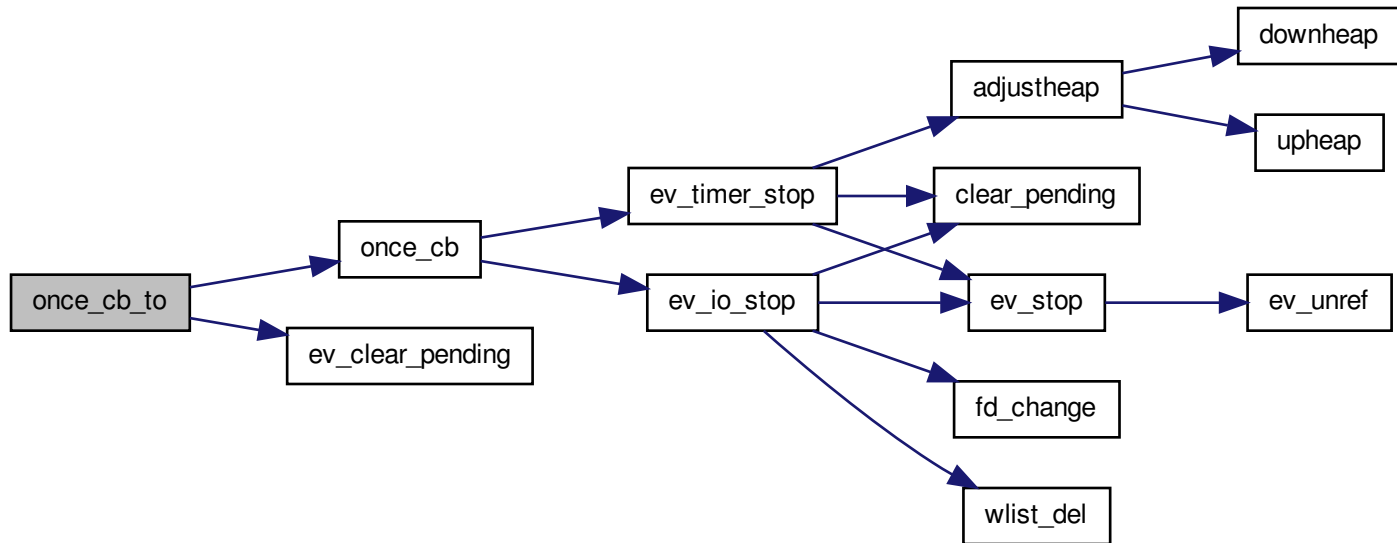 once_cb_to
once_cb
ev_clear_pending
ev_timer_stop
ev_io_stop
adjustheap
clear_pending
ev_stop
fd_change
wlist_del
downheap
upheap
ev_unref